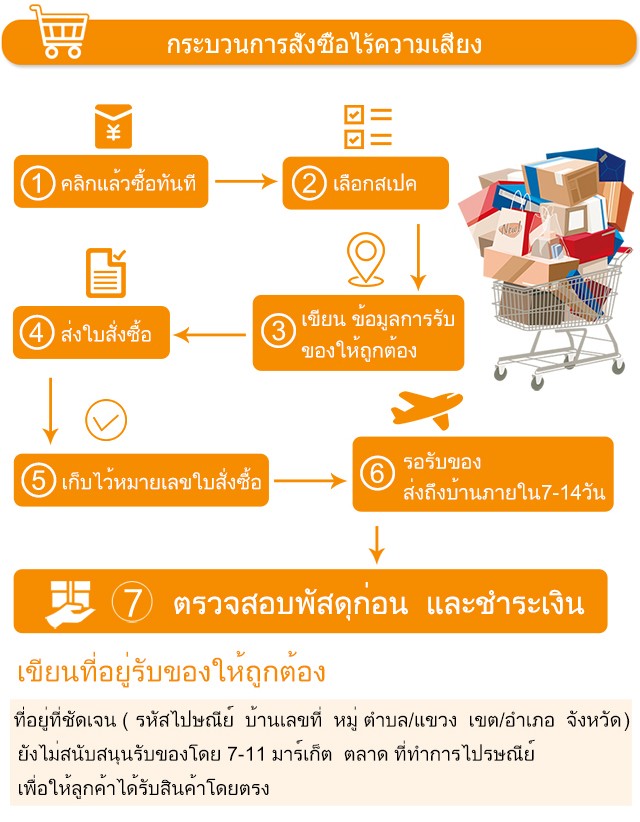 กระบวนการสั่งซือไร้ความเสียง
¥
1 คลิกแล้วซื้อทันที
2 เลือกสเปค
New!
3 เขียน ข้อมูลการรับ
ของให้ถูกต้อง
4 ส่งใบสั่งซื้อ
5 เก็บไว้หมายเลขใบสั่งซื้อ
6 รอรับของ
ส่งถึงบ้านภายใน7-14วัน
7 ตรวจสอบพัสดุก่อน และชำระเงิน
เขียนที่อยู่รับของให้ถูกต้อง
ที่อยู่ที่ชัดเจน ( รหัสไปษณีย์ บ้านเลขที่ หมู่ ตำบล/แขวง เขต/อำเภอ จังหวัด)
ยังไม่สนับสนุนรับของโดย 7-11 มาร์เก็ต ตลาด ที่ทำการไปรษณีย์
เพื่อให้ลูกค้าได้รับสินค้าโดยตรง